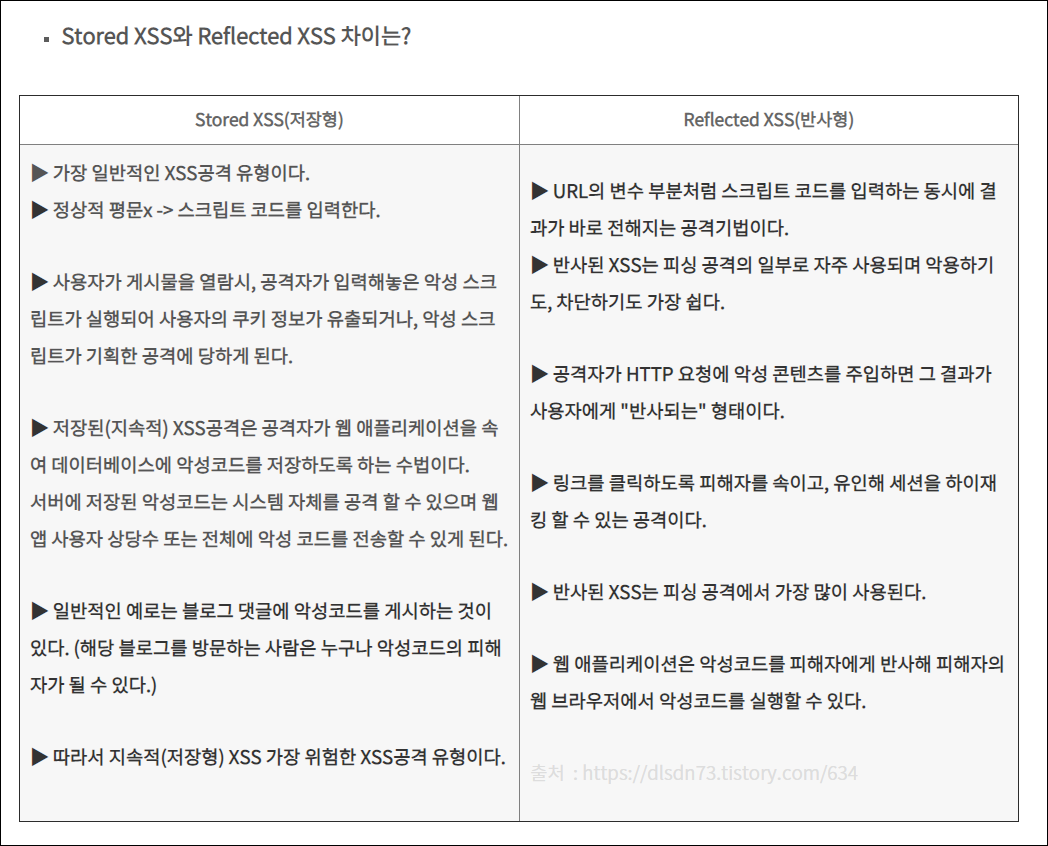 ▪ Stored XSS와 Reflected XSS 차이는?
Stored XSS(저장형)
▶ 가장 일반적인 XSS공격 유형이다.
▶ 정상적 평문x -> 스크립트 코드를 입력한다.
▶ 사용자가 게시물을 열람시, 공격자가 입력해놓은 악성 스크
립트가 실행되어 사용자의 쿠키 정보가 유출되거나, 악성 스크
립트가 기획한 공격에 당하게 된다.
▶ 저장된(지속적) XSS공격은 공격자가 웹 애플리케이션을 속
여 데이터베이스에 악성코드를 저장하도록 하는 수법이다.
서버에 저장된 악성코드는 시스템 자체를 공격 할 수 있으며 웹
앱 사용자 상당수 또는 전체에 악성 코드를 전송할 수 있게 된다.
▶ 일반적인 예로는 블로그 댓글에 악성코드를 게시하는 것이
있다. (해당 블로그를 방문하는 사람은 누구나 악성코드의 피해
자가 될 수 있다.)
▶ 따라서 지속적(저장형) XSS 가장 위험한 XSS공격 유형이다.
Reflected XSS(반사형)
▶ URL의 변수 부분처럼 스크립트 코드를 입력하는 동시에 결
과가 바로 전해지는 공격기법이다.
▶ 반사된 XSS는 피싱 공격의 일부로 자주 사용되며 악용하기
도, 차단하기도 가장 쉽다.
▶ 공격자가 HTTP 요청에 악성 콘텐츠를 주입하면 그 결과가
사용자에게 "반사되는" 형태이다.
▶ 링크를 클릭하도록 피해자를 속이고, 유인해 세션을 하이재
킹 할 수 있는 공격이다.
▶ 반사된 XSS는 피싱 공격에서 가장 많이 사용된다.
▶ 웹 애플리케이션은 악성코드를 피해자에게 반사해 피해자의
웹 브라우저에서 악성코드를 실행할 수 있다.
출처 : https://dlsdn73.tistory.com/634